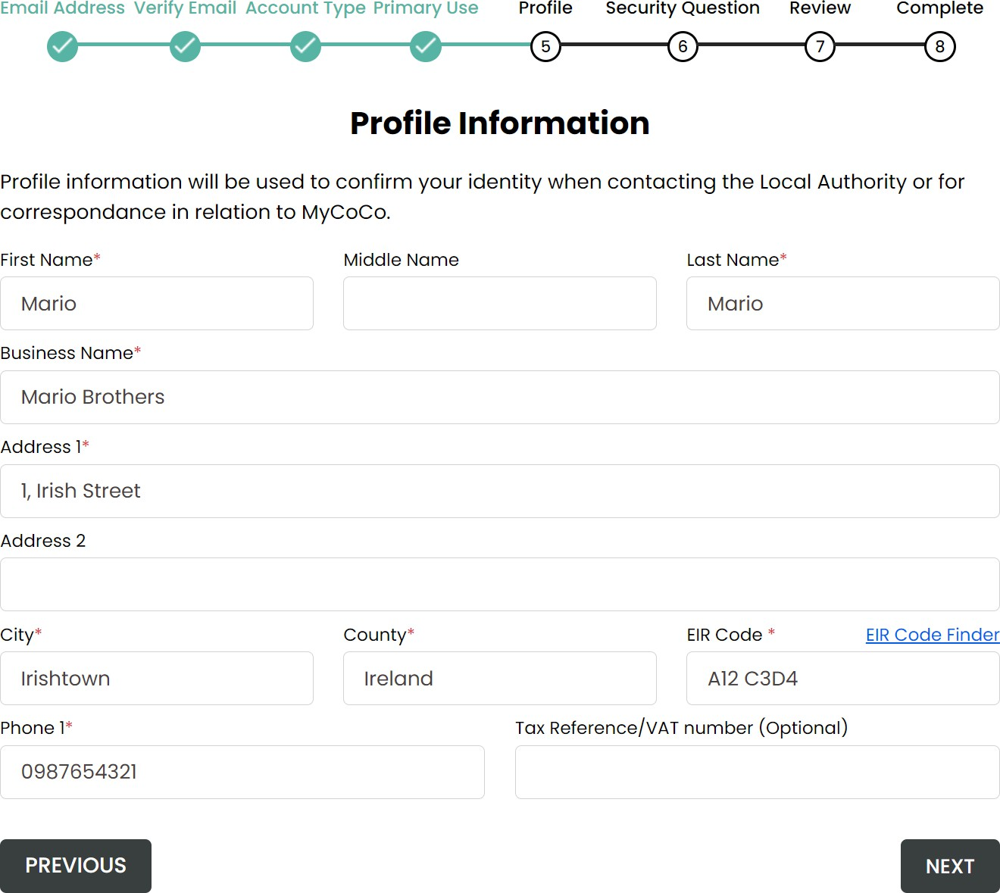 Email Address Verify Email Account Type Primary Use Profile Security Question Review Complete
5 6 7 8
Profile Information
Profile information will be used to confirm your identity when contacting the Local Authority or for
correspondance in relation to MyCoCo.
First Name* Middle Name Last Name*
Mario Mario
Business Name*
Mario Brothers
Address 1*
1, Irish Street
Address 2
City* County* EIR Code * EIR Code Finder
Irishtown Ireland A12 C3D4
Phone 1* Tax Reference/VAT number (Optional)
0987654321
PREVIOUS NEXT